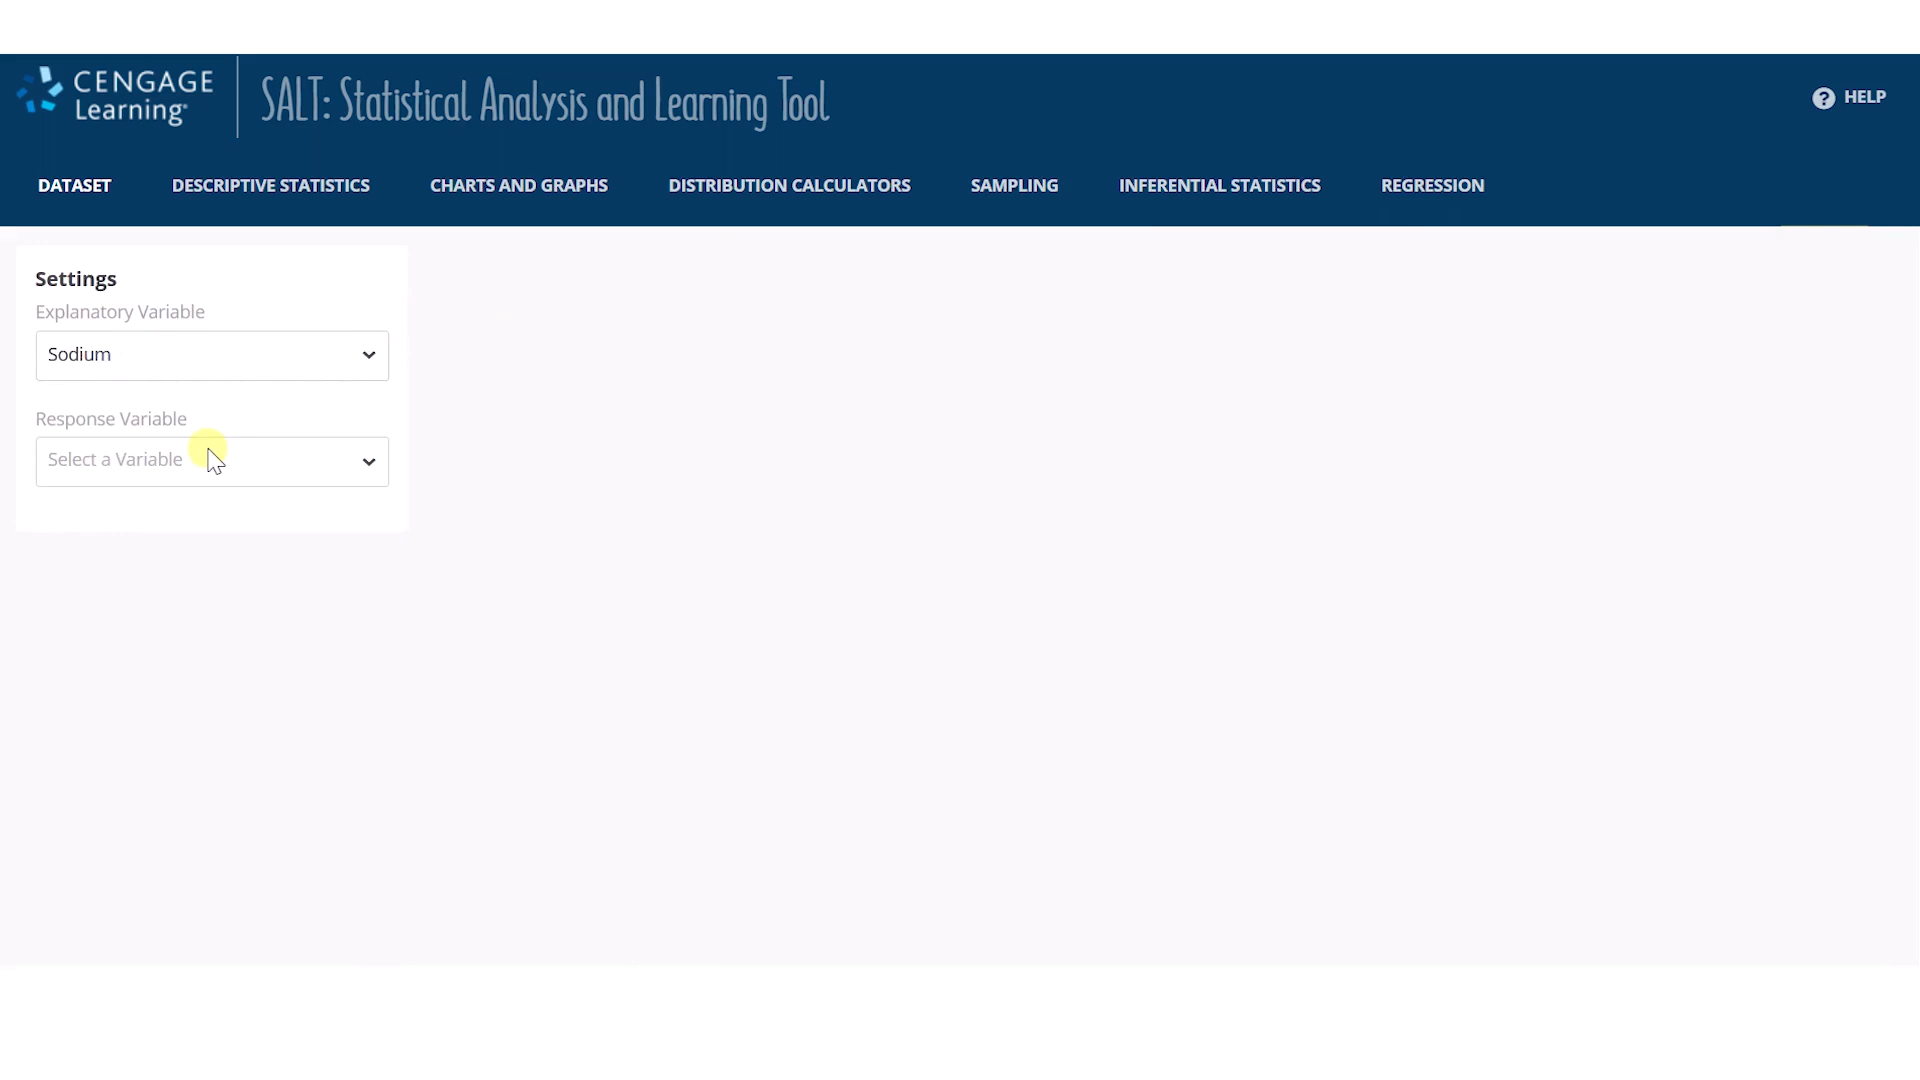 CENGAGE
Learning®
SALT: Statistical Analysis and Learning Tool
? HELP
DATASET DESCRIPTIVE STATISTICS CHARTS AND GRAPHS DISTRIBUTION CALCULATORS SAMPLING INFERENTIAL STATISTICS REGRESSION
Settings
Explanatory Variable
Sodium
Response Variable
Select a Variable